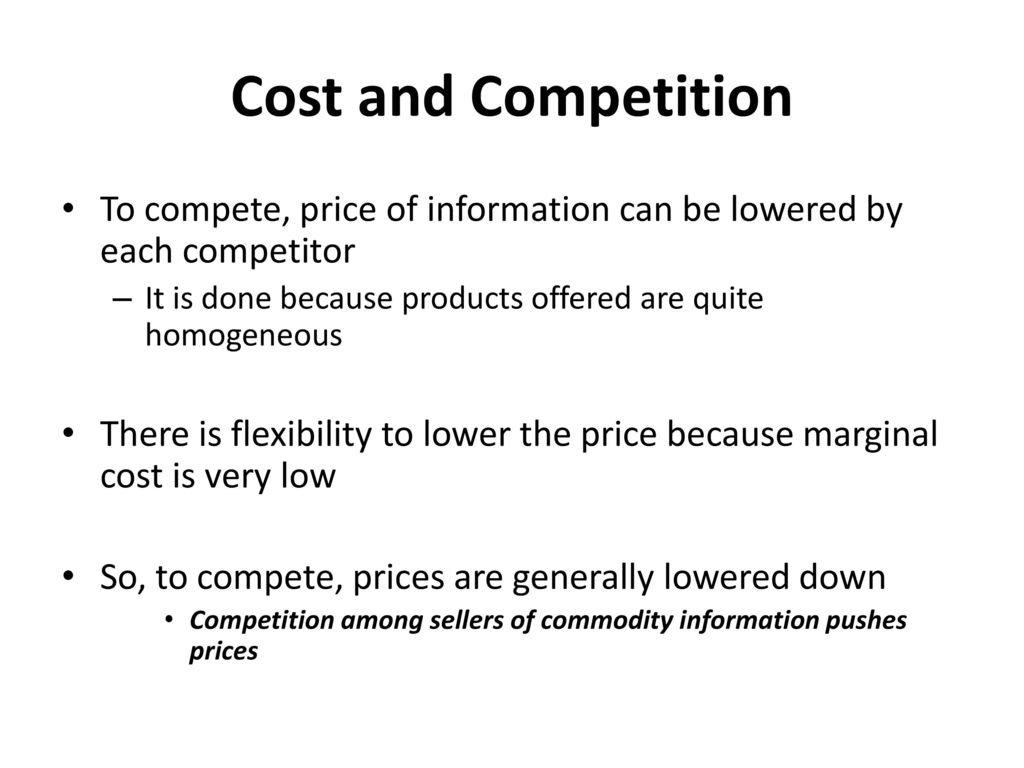 Cost and Competition
• To compete, price of information can be lowered by
each competitor
– It is done because products offered are quite
homogeneous
• There is flexibility to lower the price because marginal
cost is very low
• So, to compete, prices are generally lowered down
• Competition among sellers of commodity information pushes
prices